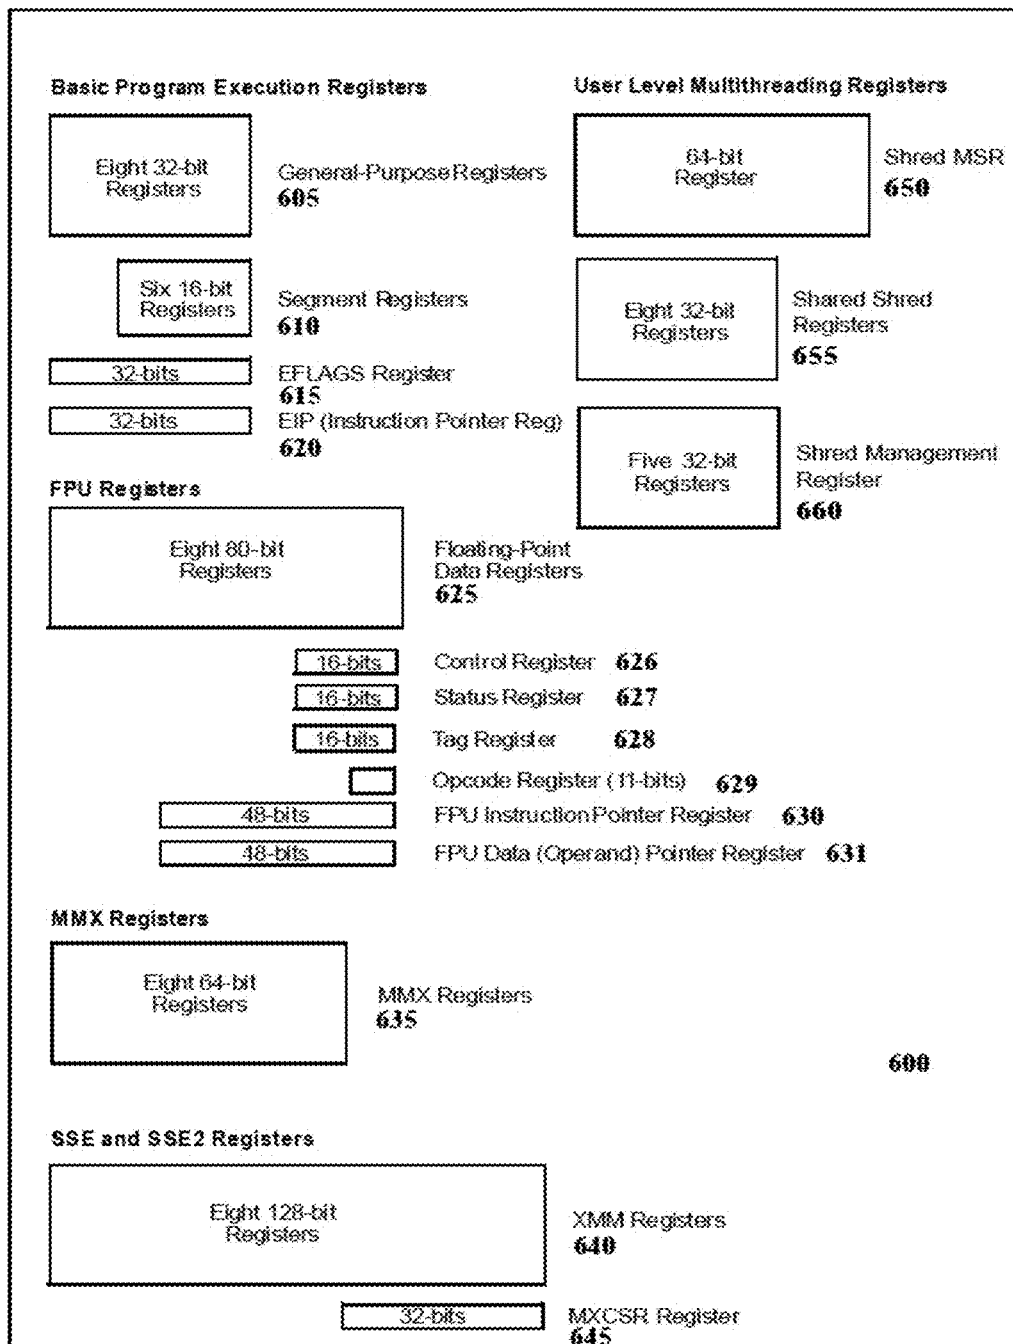 Basic Program Execution Registers
Eight 32-bit
Registers
General-Purpose Registers
605
Six 16-bit
Registers
Segment Registers
610
32-bits
EFLAGS Register
615
32-bits
EIP (Instruction Pointer Reg)
620
User Level Multithreading Registers
64-bit
Register
Shred MSR
650
Eight 32-bit
Registers
Shared Shred
Registers
655
Five 32-bit
Registers
Shred Management
Register
660
FPU Registers
Eight 80-bit
Registers
Floating-Point
Data Registers
625
16-bits
Control Register 626
16-bits
Status Register 627
16-bits
Tag Register 628
Opcode Register (11-bits) 629
48-bits
FPU Instruction Pointer Register 630
48-bits
FPU Data (Operand) Pointer Register 631
MMX Registers
Eight 64-bit
Registers
MMX Registers
635
600
SSE and SSE2 Registers
Eight 128-bit
Registers
XMM Registers
640
32-bits
MXCSR Register
645